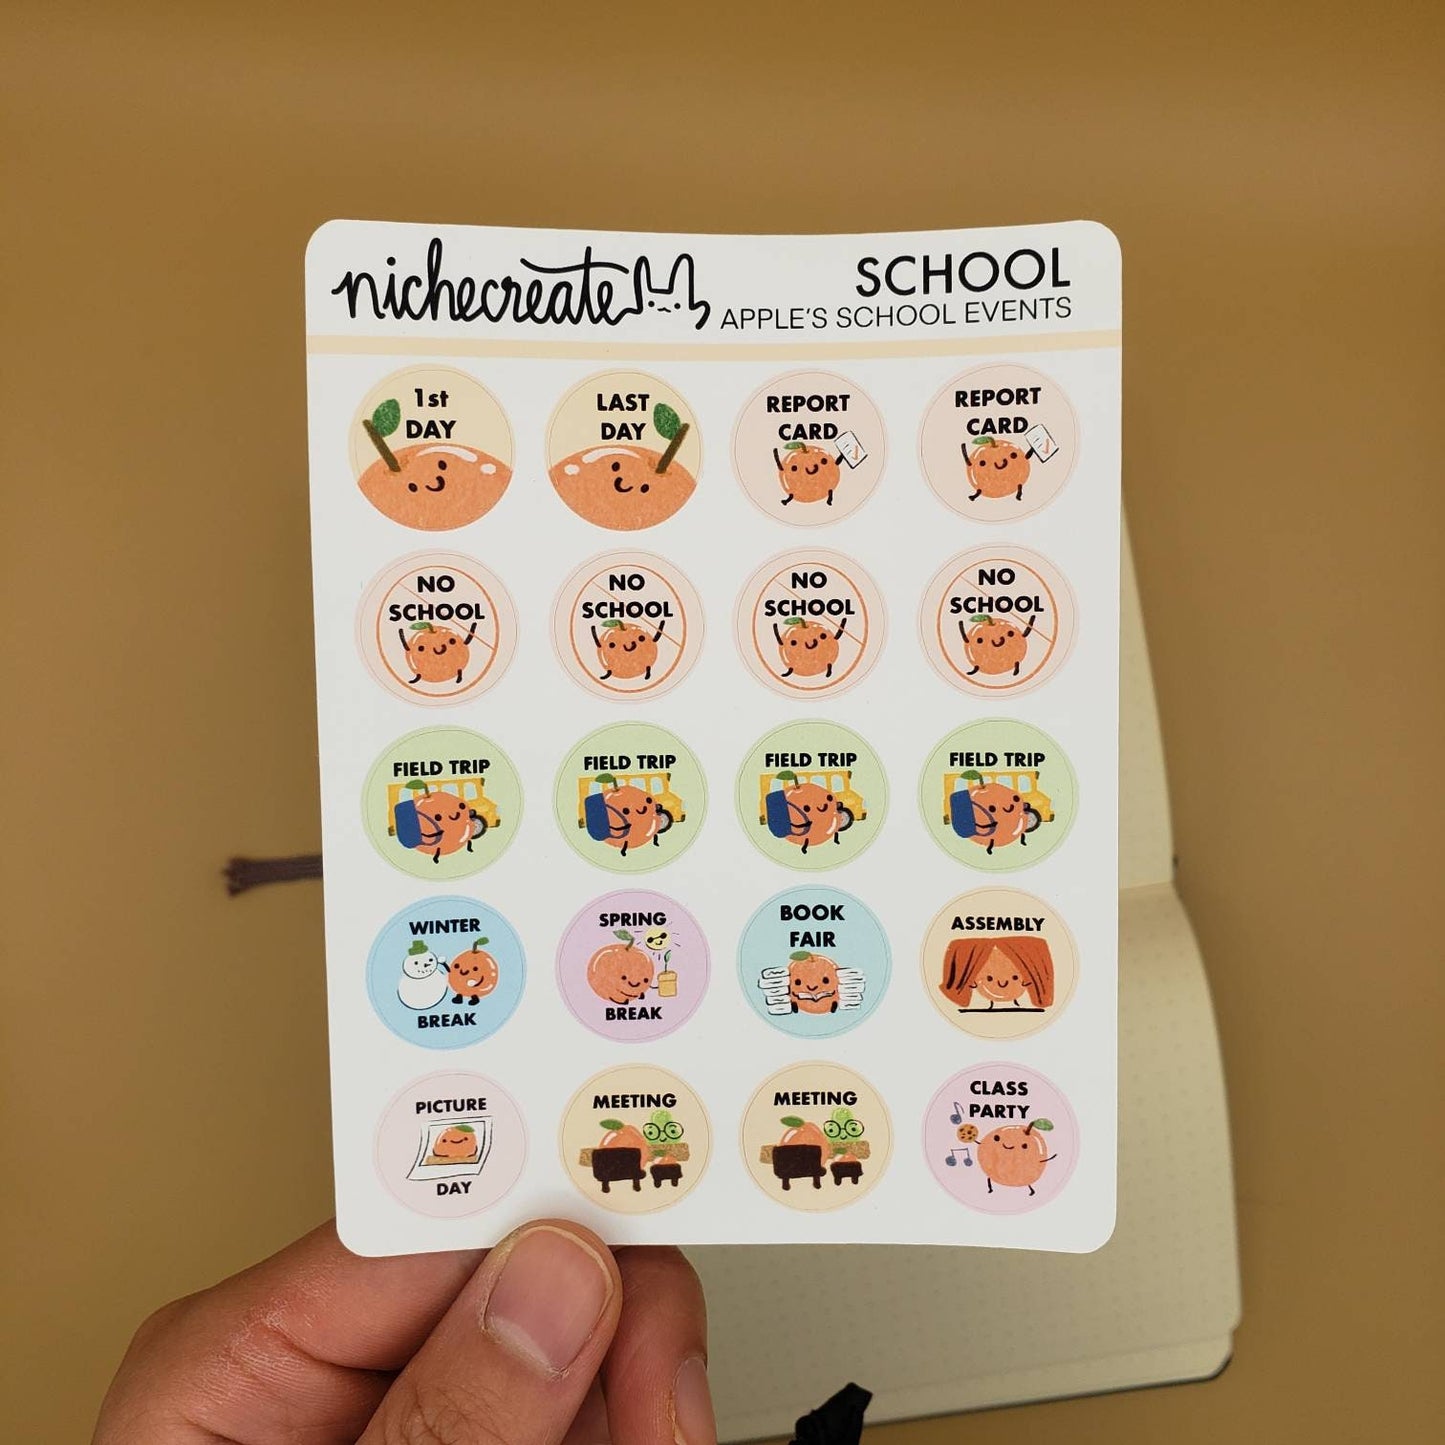 nichecreate
SCHOOL
APPLE'S SCHOOL EVENTS
1st
DAY
LAST
DAY
REPORT
CARD
REPORT
CARD
NO
SCHOOL
NO
SCHOOL
NO
SCHOOL
NO
SCHOOL
FIELD TRIP
FIELD TRIP
FIELD TRIP
FIELD TRIP
WINTER
BREAK
SPRING
BREAK
BOOK
FAIR
ASSEMBLY
PICTURE
DAY
MEETING
MEETING
CLASS
PARTY